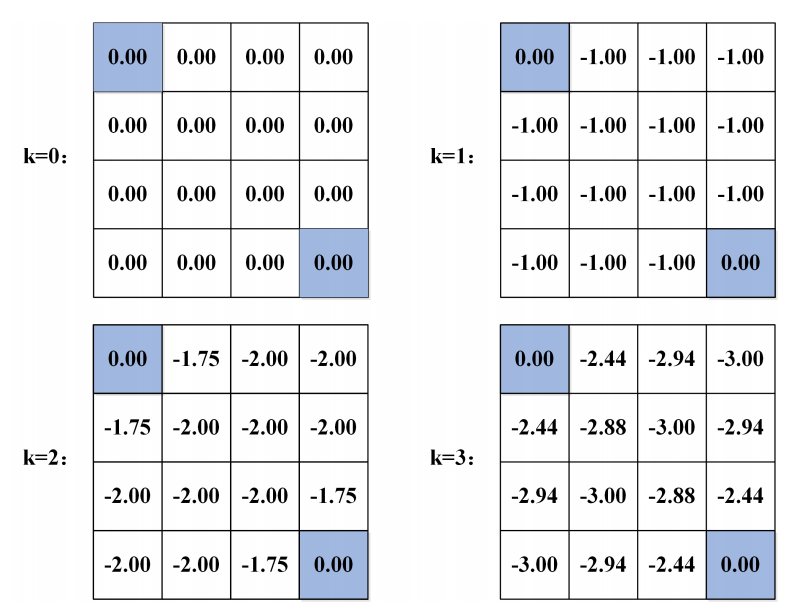 0.00 0.00 0.00 0.00
0.00 0.00 0.00 0.00
k=0:
0.00 0.00 0.00 0.00
0.00 0.00 0.00 0.00
0.00 -1.00 -1.00 -1.00
-1.00 -1.00 -1.00 -1.00
k=1:
-1.00 -1.00 -1.00 -1.00
-1.00 -1.00 -1.00 0.00
0.00 -1.75 -2.00 -2.00
-1.75 -2.00 -2.00 -2.00
k=2:
-2.00 -2.00 -2.00 -1.75
-2.00 -2.00 -1.75 0.00
0.00 -2.44 -2.94 -3.00
-2.44 -2.88 -3.00 -2.94
k=3:
-2.94 -3.00 -2.88 -2.44
-3.00 -2.94 -2.44 0.00